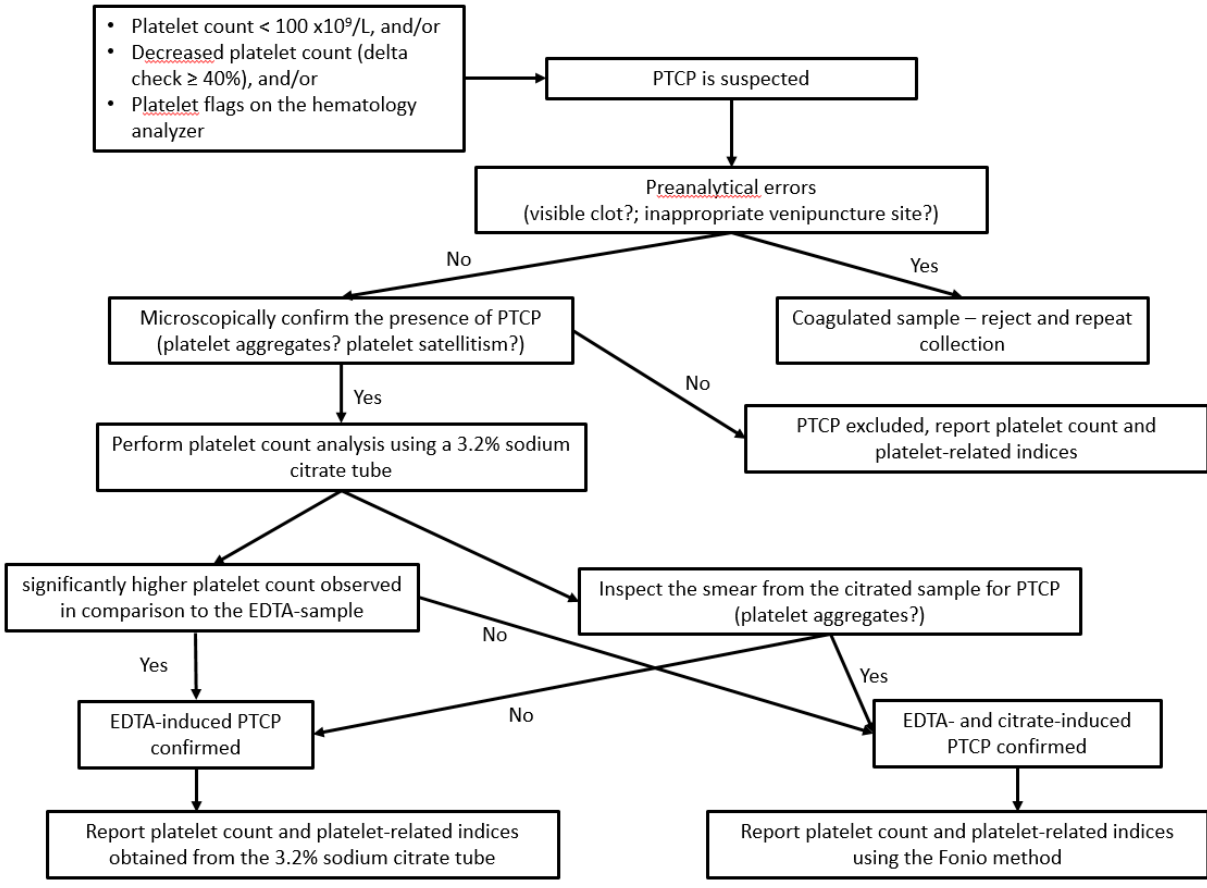 • Platelet count < 100 x10⁹/L, and/or
• Decreased platelet count (delta
check ≥ 40%), and/or
• Platelet flags on the hematology
analyzer
PTCP is suspected
Preanalytical errors
(visible clot?; inappropriate venipuncture site?)
No
Yes
Microscopically confirm the presence of PTCP
(platelet aggregates? platelet satellitism?)
Coagulated sample – reject and repeat
collection
Yes
No
PTCP excluded, report platelet count and
platelet-related indices
Perform platelet count analysis using a 3.2% sodium
citrate tube
significantly higher platelet count observed
in comparison to the EDTA-sample
Inspect the smear from the citrated sample for PTCP
(platelet aggregates?)
Yes
No
No
Yes
EDTA-induced PTCP
confirmed
EDTA- and citrate-induced
PTCP confirmed
Report platelet count and platelet-related indices
obtained from the 3.2% sodium citrate tube
Report platelet count and platelet-related indices
using the Fonio method